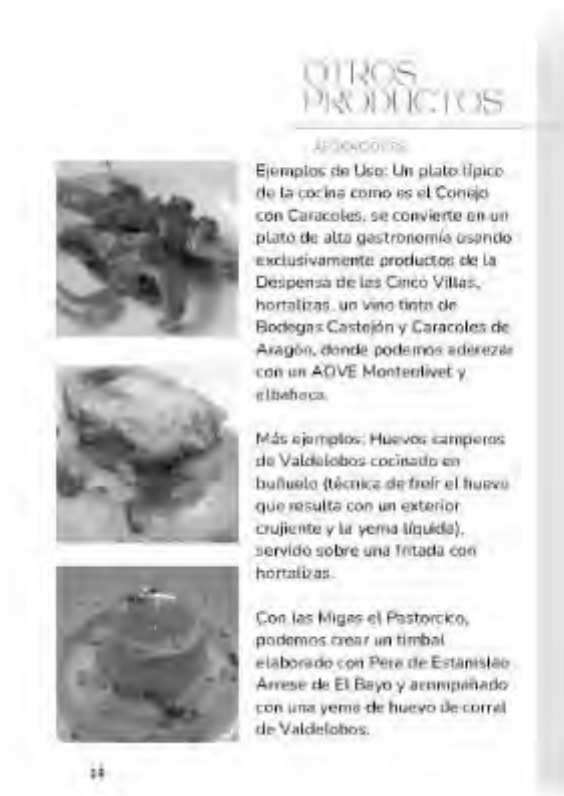 OTROS
PRODUCTOS
Ejemplos de Uso: Un plato típico
de la cocina como es el Conejo
con Caracoles, se convierte en un
plato de alta gastronomía usando
exclusivamente productos de la
Despensa de las Cinco Villas,
hortalizas, un vino tinto de
Bodegas Castejón y Caracoles de
Aragón, donde podemos aderezar
con un AOVE Monteolivet y
albahaca.
Más ejemplos: Huevos camperos
de Valdelobos cocinado en
buñuelo (técnica de freír el huevo
que resulta con un exterior
crujiente y la yema líquida),
servido sobre una fritada con
hortalizas.
Con las Migas el Pastorcico,
podemos crear un timbal
elaborado con Pera de Estanislao
Arrese de El Bayo y acompañado
con una yema de huevo de corral
de Valdelobos.